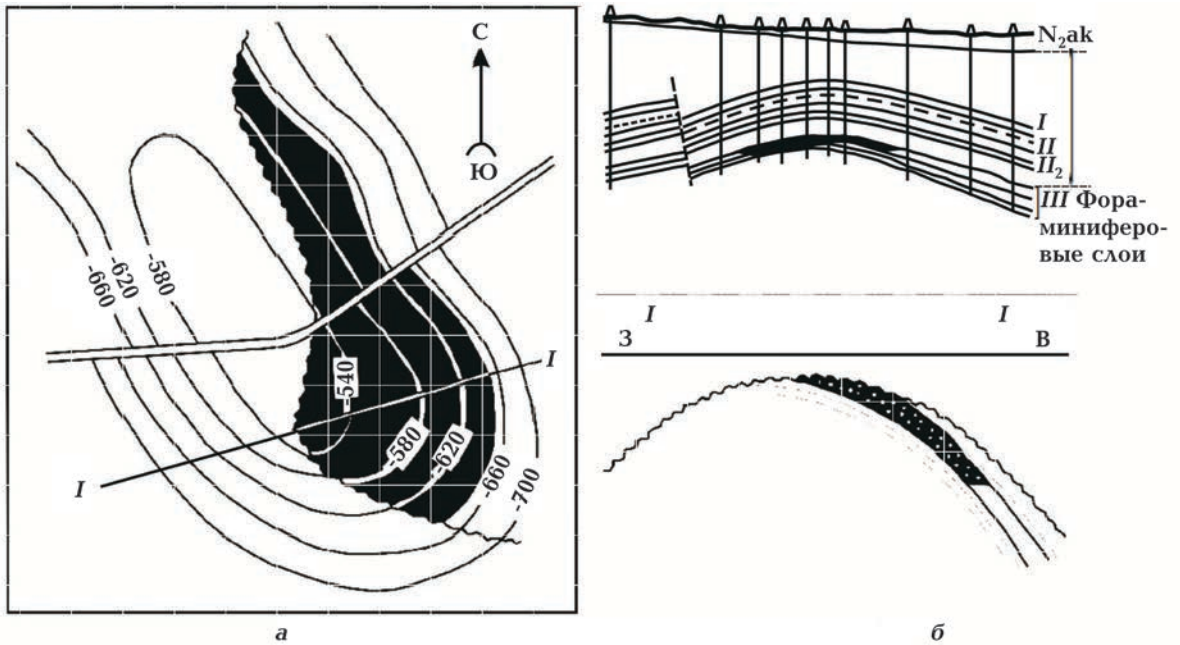 С
Ю
-660
-620
-580
-540
-580
-620
-660
-700
I
I
а
N₂ak
I
II
II₂
III Фора-
миниферо-
вые слои
I I
З В
б